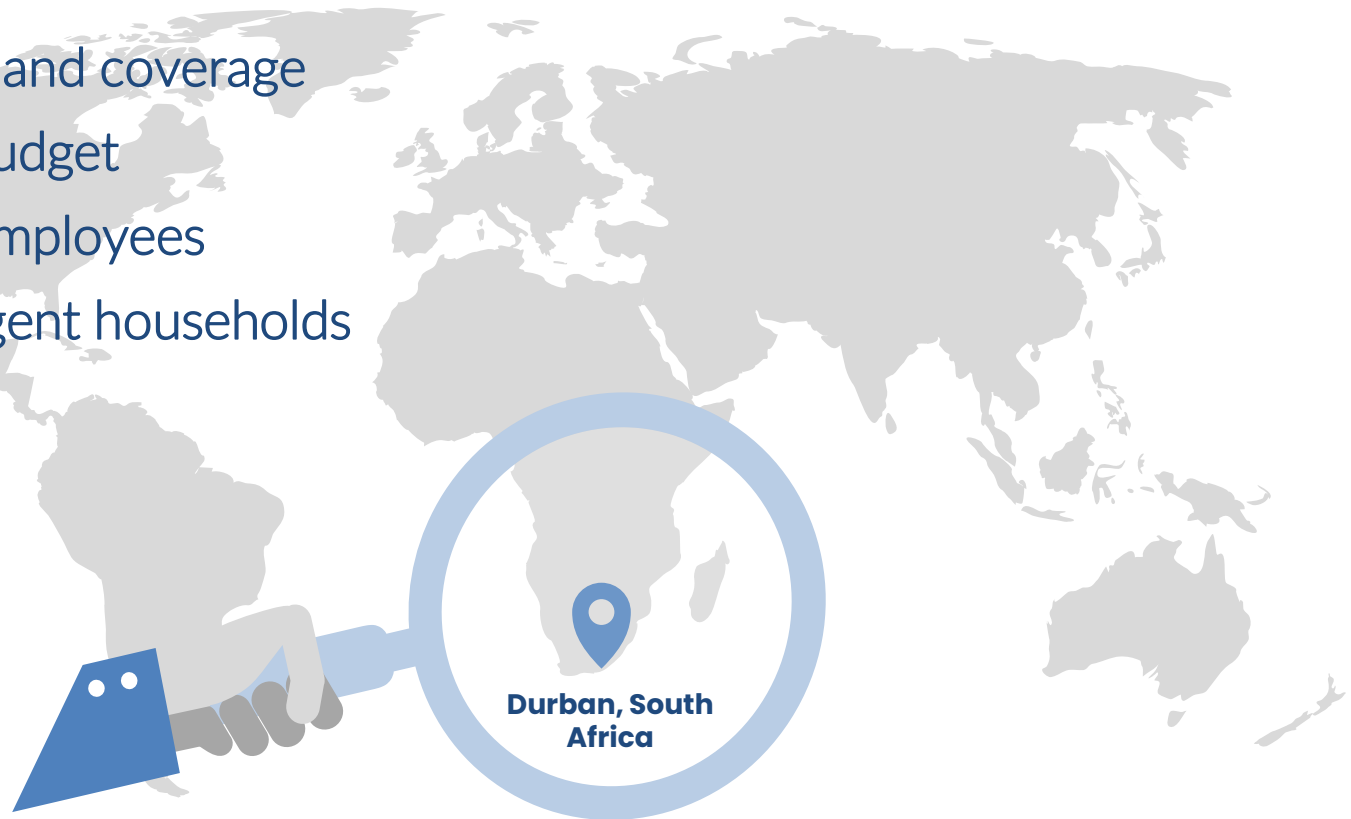 and coverage
udget
mployees
gent households
Durban, South
Africa